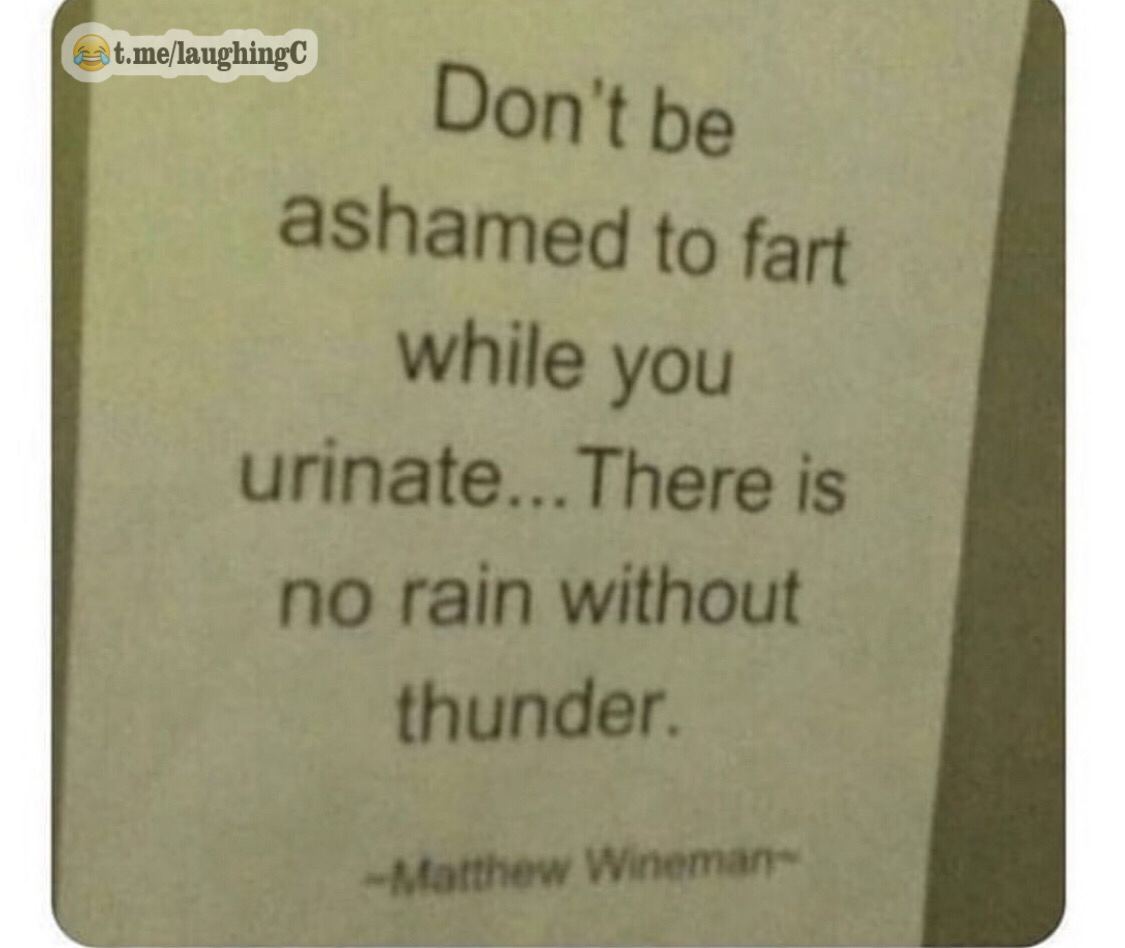 😂 t.me/laughingC
Don't be
ashamed to fart
while you
urinate...There is
no rain without
thunder.
~Matthew Wineman~